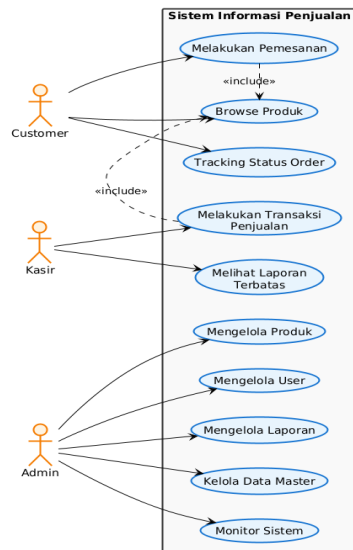 Sistem Informasi Penjualan
Melakukan Pemesanan
«include»
Customer
Browse Produk
Tracking Status Order
«include»
Melakukan Transaksi
Penjualan
Kasir
Melihat Laporan
Terbatas
Mengelola Produk
Mengelola User
Mengelola Laporan
Admin
Kelola Data Master
Monitor Sistem